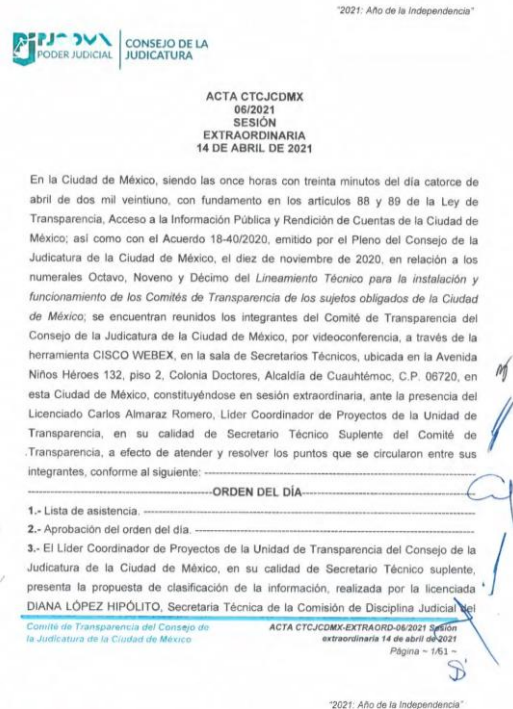 "2021: Año de la Independencia"
PODER JUDICIAL
CONSEJO DE LA
JUDICATURA
ACTA CTCJCDMX
06/2021
SESIÓN
EXTRAORDINARIA
14 DE ABRIL DE 2021
En la Ciudad de México, siendo las once horas con treinta minutos del día catorce de
abril de dos mil veintiuno, con fundamento en los artículos 88 y 89 de la Ley de
Transparencia, Acceso a la Información Pública y Rendición de Cuentas de la Ciudad de
México; así como con el Acuerdo 18-40/2020, emitido por el Pleno del Consejo de la
Judicatura de la Ciudad de México, el diez de noviembre de 2020, en relación a los
numerales Octavo, Noveno y Décimo del Lineamiento Técnico para la instalación y
funcionamiento de los Comités de Transparencia de los sujetos obligados de la Ciudad
de México; se encuentran reunidos los integrantes del Comité de Transparencia del
Consejo de la Judicatura de la Ciudad de México, por videoconferencia, a través de la
herramienta CISCO WEBEX, en la sala de Secretarios Técnicos, ubicada en la Avenida
Niños Héroes 132, piso 2, Colonia Doctores, Alcaldía de Cuauhtémoc, C.P. 06720, en
esta Ciudad de México, constituyéndose en sesión extraordinaria, ante la presencia del
Licenciado Carlos Almaraz Romero, Líder Coordinador de Proyectos de la Unidad de
Transparencia, en su calidad de Secretario Técnico Suplente del Comité de
Transparencia, a efecto de atender y resolver los puntos que se circularon entre sus
integrantes, conforme al siguiente: ----------------------------------------
----------------------------ORDEN DEL DÍA----------------------------
1.- Lista de asistencia. ----------------------------------------
2.- Aprobación del orden del día. ----------------------------------------
3.- El Líder Coordinador de Proyectos de la Unidad de Transparencia del Consejo de la
Judicatura de la Ciudad de México, en su calidad de Secretario Técnico suplente,
presenta la propuesta de clasificación de la información, realizada por la licenciada
DIANA LÓPEZ HIPÓLITO, Secretaria Técnica de la Comisión de Disciplina Judicial del
Comité de Transparencia del Consejo de
la Judicatura de la Ciudad de México
ACTA CTCJCDMX-EXTRAORD-06/2021 Sesión
extraordinaria 14 de abril de 2021
Página ~ 1/61 ~
"2021: Año de la Independencia"